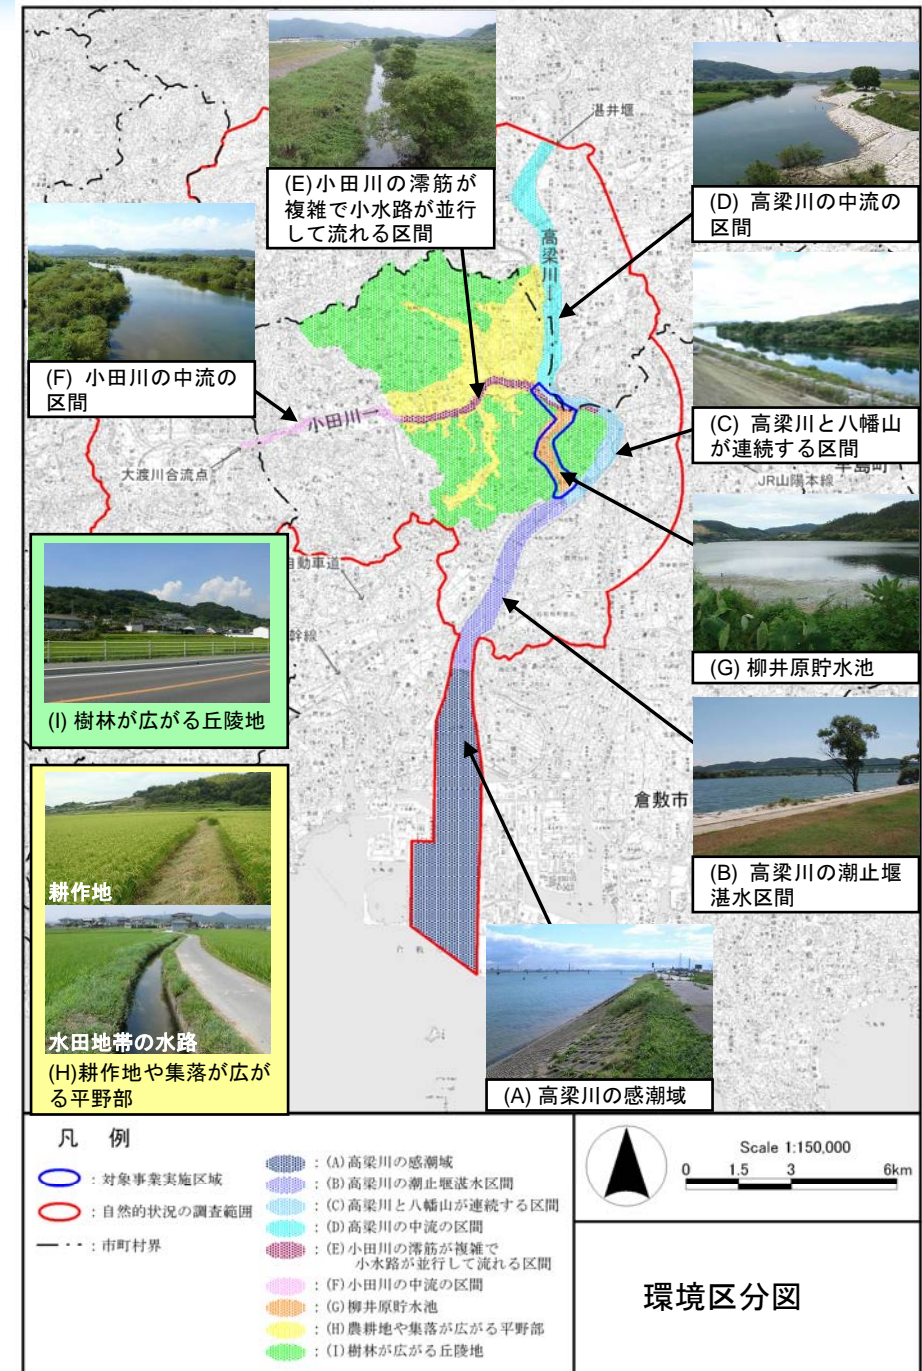 湛井堰
(E)小田川の澪筋が
複雑で小水路が並行
して流れる区間
(D) 高梁川の中流の
区間
高梁川→
(F) 小田川の中流の
区間
小田川→
大渡川合流点
(C) 高梁川と八幡山
が連続する区間
早島町
JR山陽本線
自動車道
幹線
(G) 柳井原貯水池
(I) 樹林が広がる丘陵地
倉敷市
(B) 高梁川の潮止堰
湛水区間
耕作地
水田地帯の水路
(H)耕作地や集落が広が
る平野部
(A) 高梁川の感潮域
凡 例
: 対象事業実施区域
: 自然的状況の調査範囲
: 市町村界
: (A)高梁川の感潮域
: (B)高梁川の潮止堰湛水区間
: (C)高梁川と八幡山が連続する区間
: (D)高梁川の中流の区間
: (E)小田川の澪筋が複雑で
小水路が並行して流れる区間
: (F)小田川の中流の区間
: (G)柳井原貯水池
: (H)農耕地や集落が広がる平野部
: (I)樹林が広がる丘陵地
Scale 1:150,000
0 1.5 3 6km
環境区分図